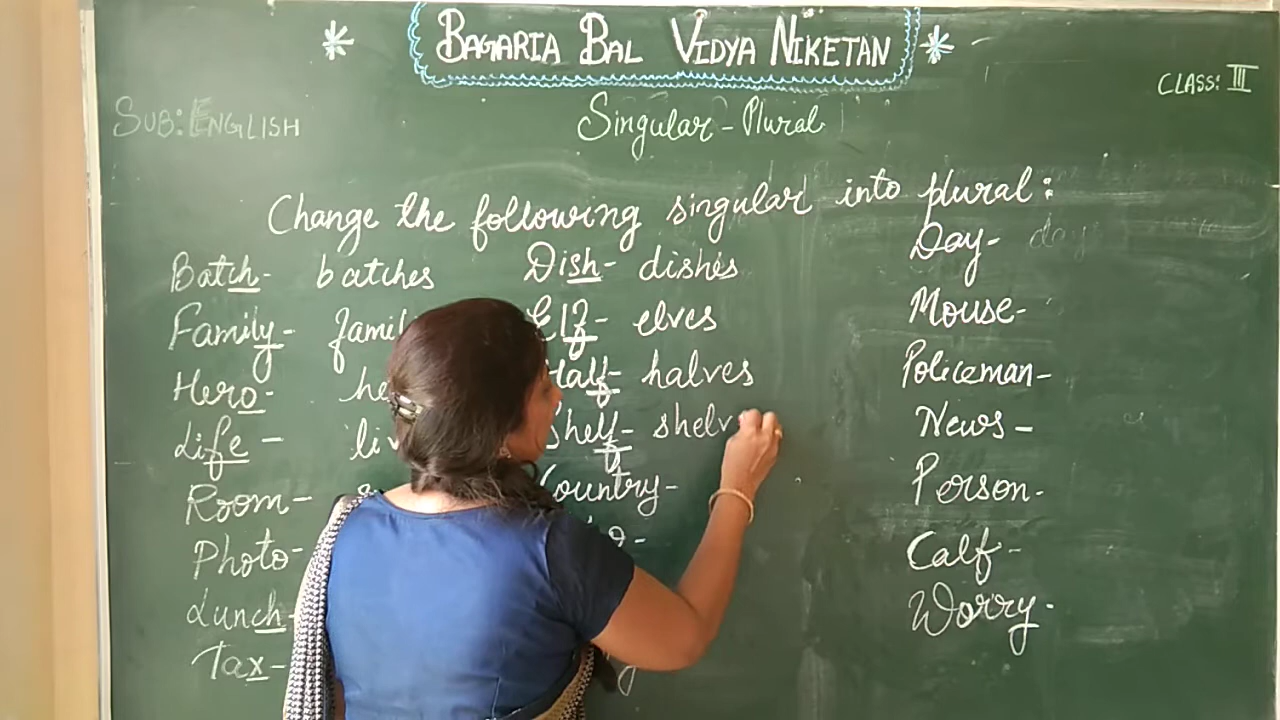 BAGARIA BAL VIDYA NIKETAN
CLASS: III
SUB: ENGLISH
Singular - Plural
Change the following singular into plural:
Batch - batches
Family -
Hero -
Life -
Room -
Photo -
Lunch -
Tax -
Dish - dishes
Elf - elves
Half - halves
Shelf - shelv
Country -
Day - day
Mouse -
Policeman -
News -
Person -
Calf -
Worry -